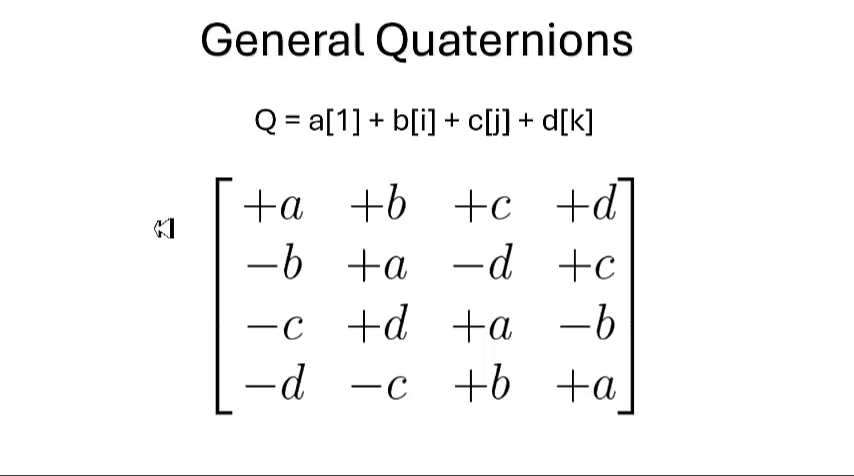 General Quaternions
Q = a[1] + b[i] + c[j] + d[k]
+a +b +c +d
−b +a −d +c
−c +d +a −b
−d −c +b +a